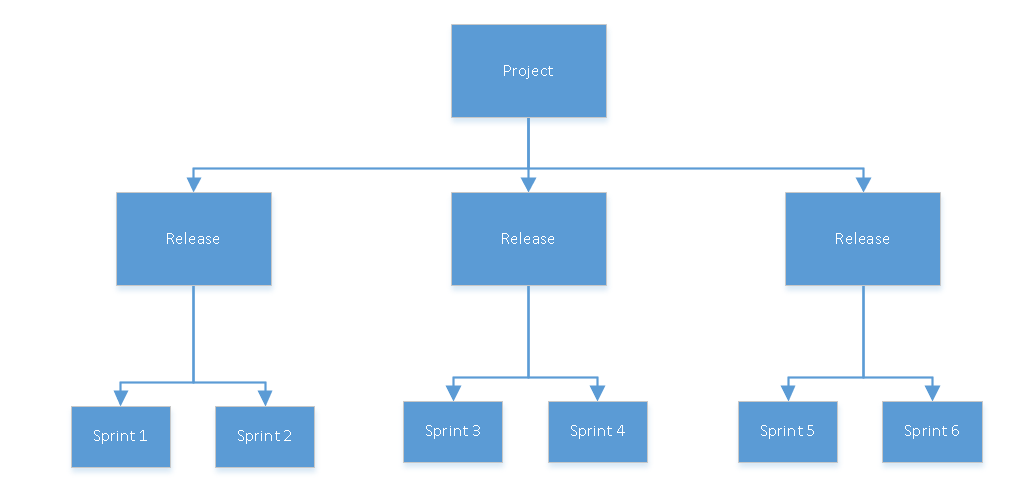 Project
Release
Release
Release
Sprint 1
Sprint 2
Sprint 3
Sprint 4
Sprint 5
Sprint 6